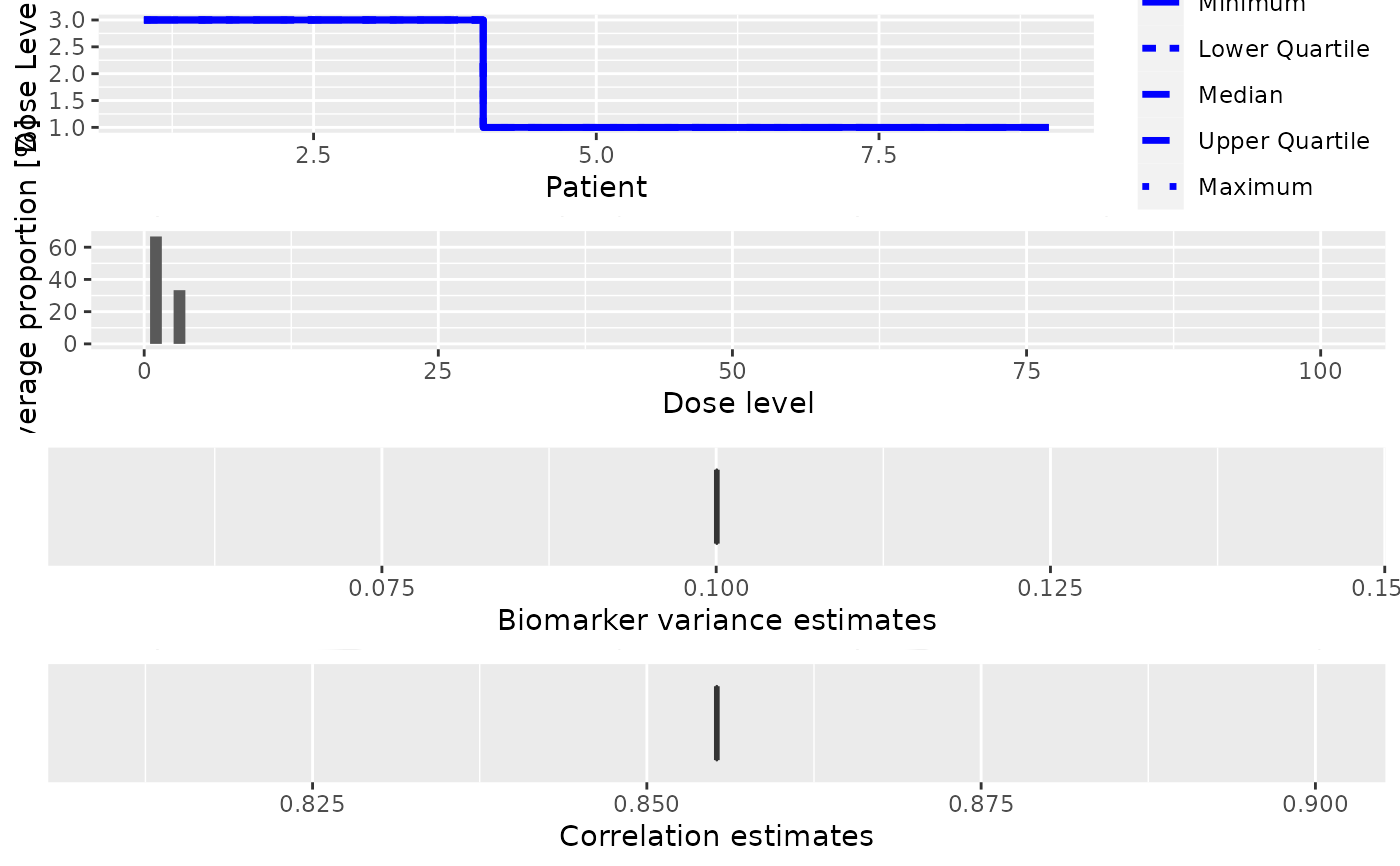 Dose Leve
3.0
2.5
2.0
1.5
1.0
2.5 5.0 7.5
Patient
Minimum
Lower Quartile
Median
Upper Quartile
Maximum
verage proportion [%]
60
40
20
0
0 25 50 75 100
Dose level
0.075 0.100 0.125 0.15
Biomarker variance estimates
0.825 0.850 0.875 0.900
Correlation estimates